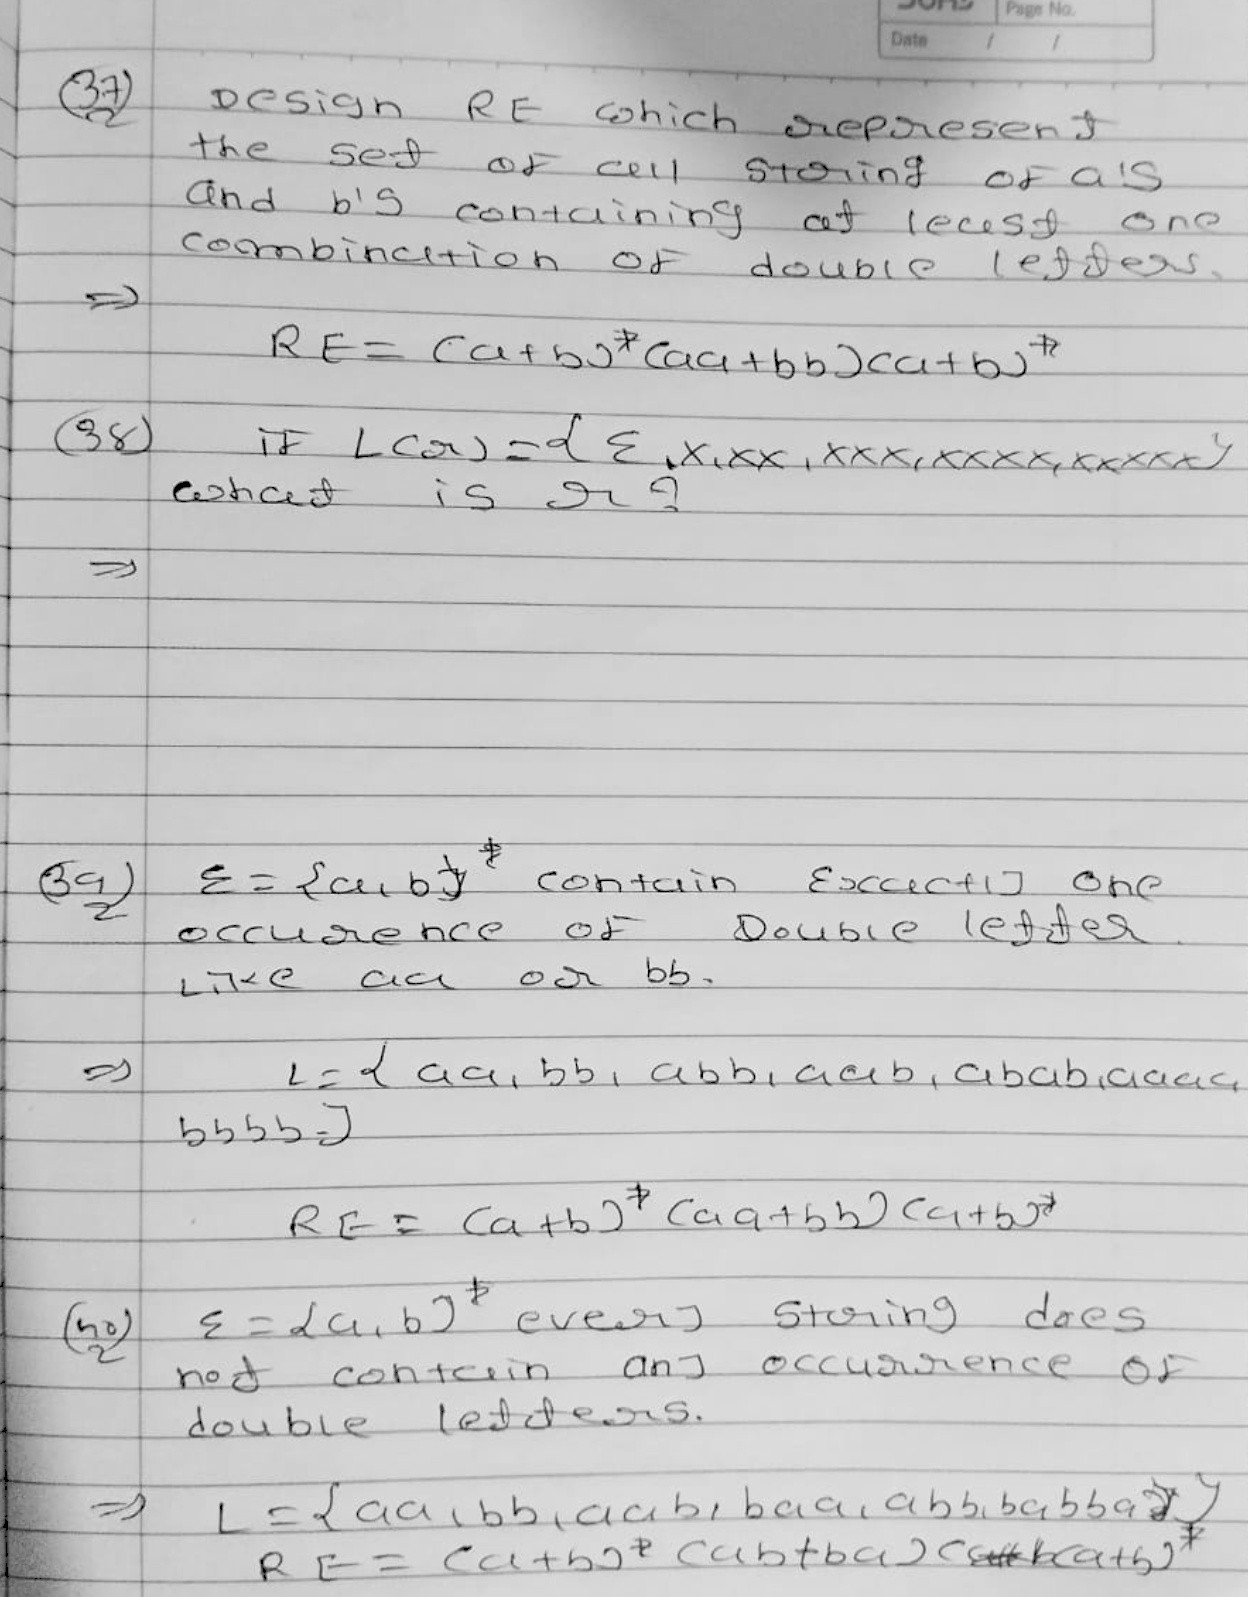 Page No.
Date / /
(37) Design RE which represent
the set of all string of a's
and b's containing at least one
combination of double letters.
⇒
RE = (a+b)* (aa+bb)(a+b)*
(38) if L(r) = { ε, x, xx, xxx, xxxx, xxxxx }
what is r ?
⇒
(39) Σ = {a, b}* contain Exactly one
occurence of Double letter.
Like aa or bb.
⇒ L = { aa, bb, abb, aab, abab, aaaa
bbbb }
RE = (a+b)* (aa+bb) (a+b)*
(40) Σ = {a, b}* every string does
not contain any occurrence of
double letters.
⇒ L = {aa, bb, aab, baa, abb, babba }
RE = (a+b)* (ab+ba) (a+b)*